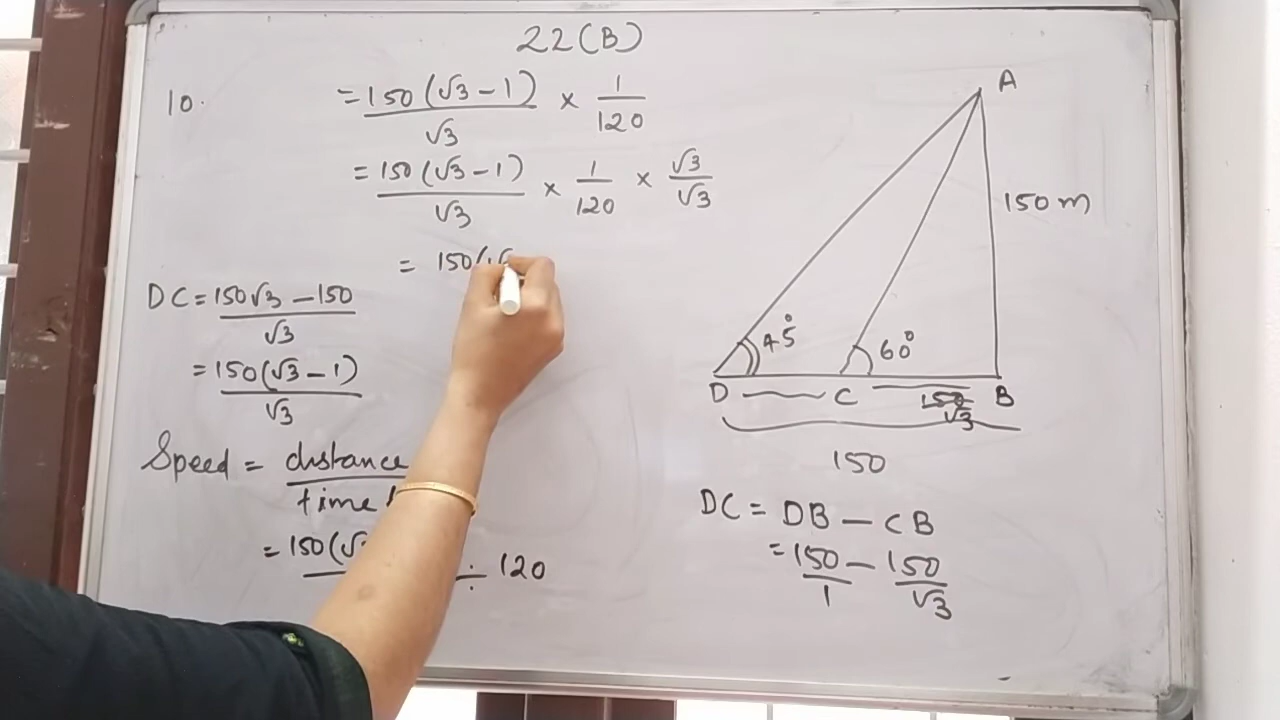 22(B)
10.
= 150(√3 - 1)/√3 × 1/120
= 150(√3 - 1)/√3 × 1/120 × √3/√3
= 150(√
DC = 150√3 - 150/√3
= 150(√3 - 1)/√3
Speed = distance/time
= 150(√3 ÷ 120
A
150 m
45°
60°
D C B
150/√3
150
DC = DB - CB
= 150/1 - 150/√3